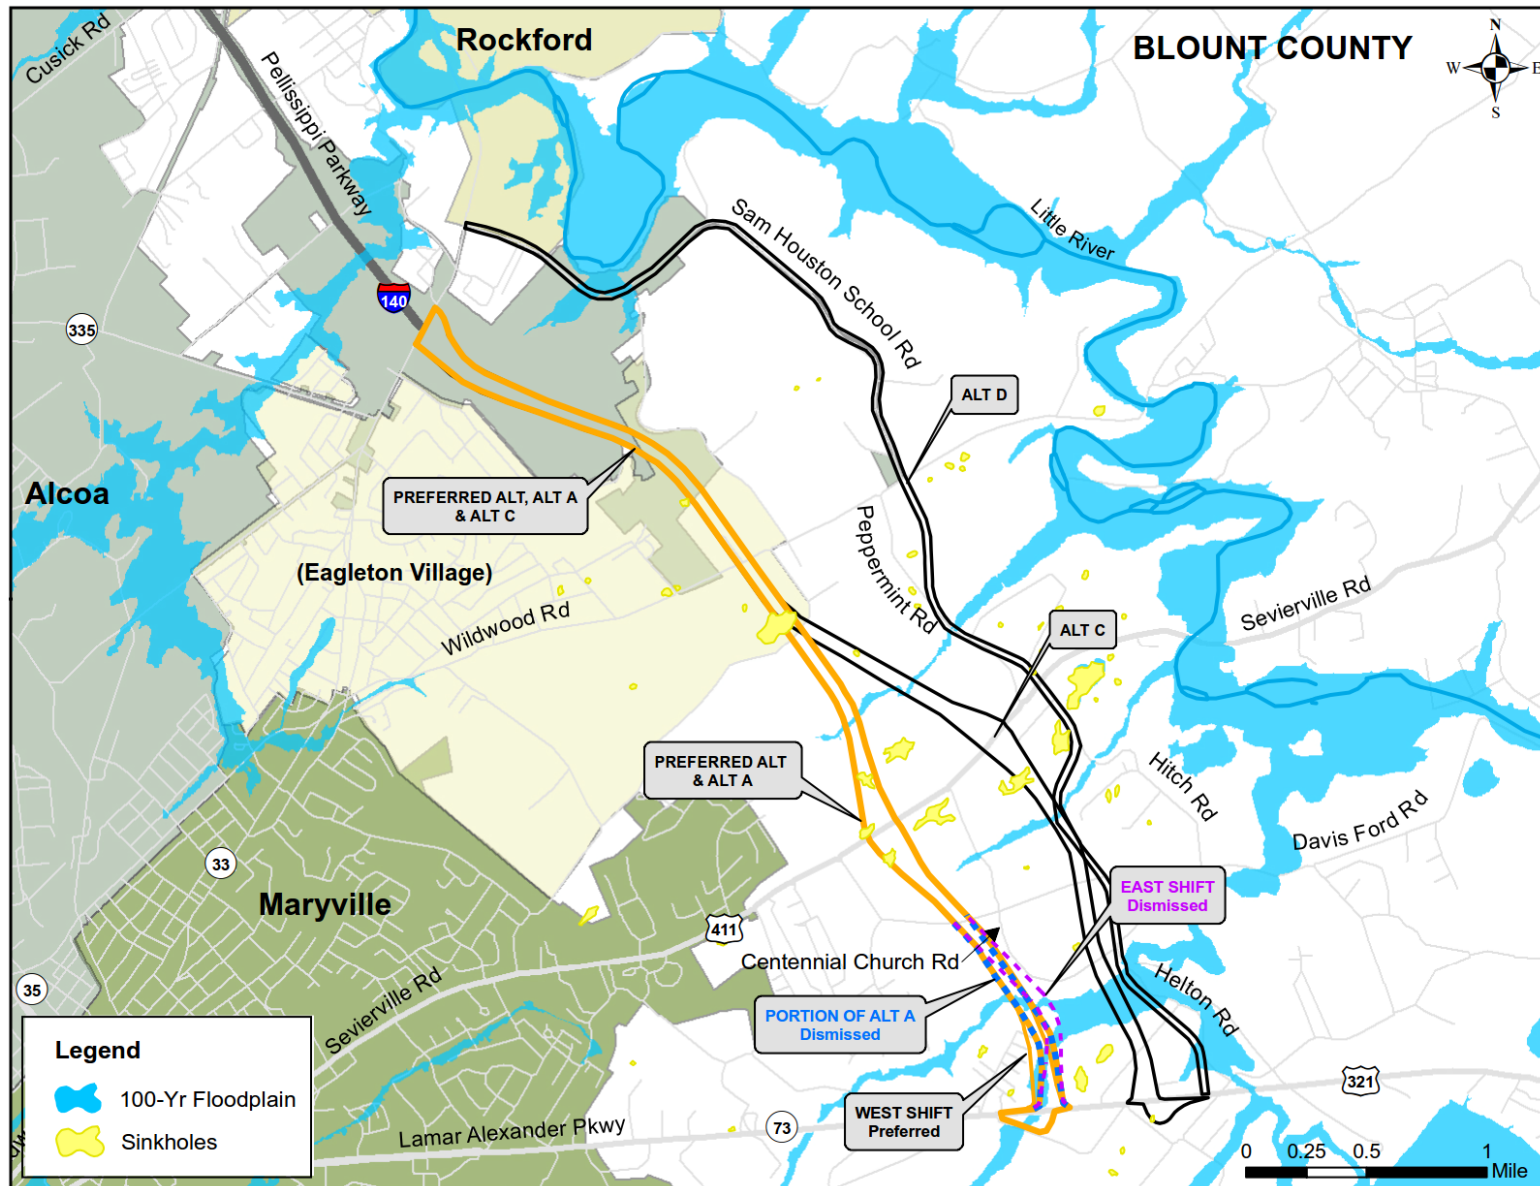 Cusick Rd
Rockford
BLOUNT COUNTY
N
W
E
S
Pellissippi Parkway
Little River
Sam Houston School Rd
140
335
ALT D
PREFERRED ALT, ALT A
& ALT C
Alcoa
Peppermint Rd
(Eagleton Village)
Wildwood Rd
Sevierville Rd
ALT C
PREFERRED ALT
& ALT A
Hitch Rd
Davis Ford Rd
33
Maryville
EAST SHIFT
Dismissed
411
Centennial Church Rd
35
Sevierville Rd
PORTION OF ALT A
Dismissed
Helton Rd
Legend
100-Yr Floodplain
Sinkholes
321
WEST SHIFT
Preferred
73
Lamar Alexander Pkwy
0 0.25 0.5 1
Mile